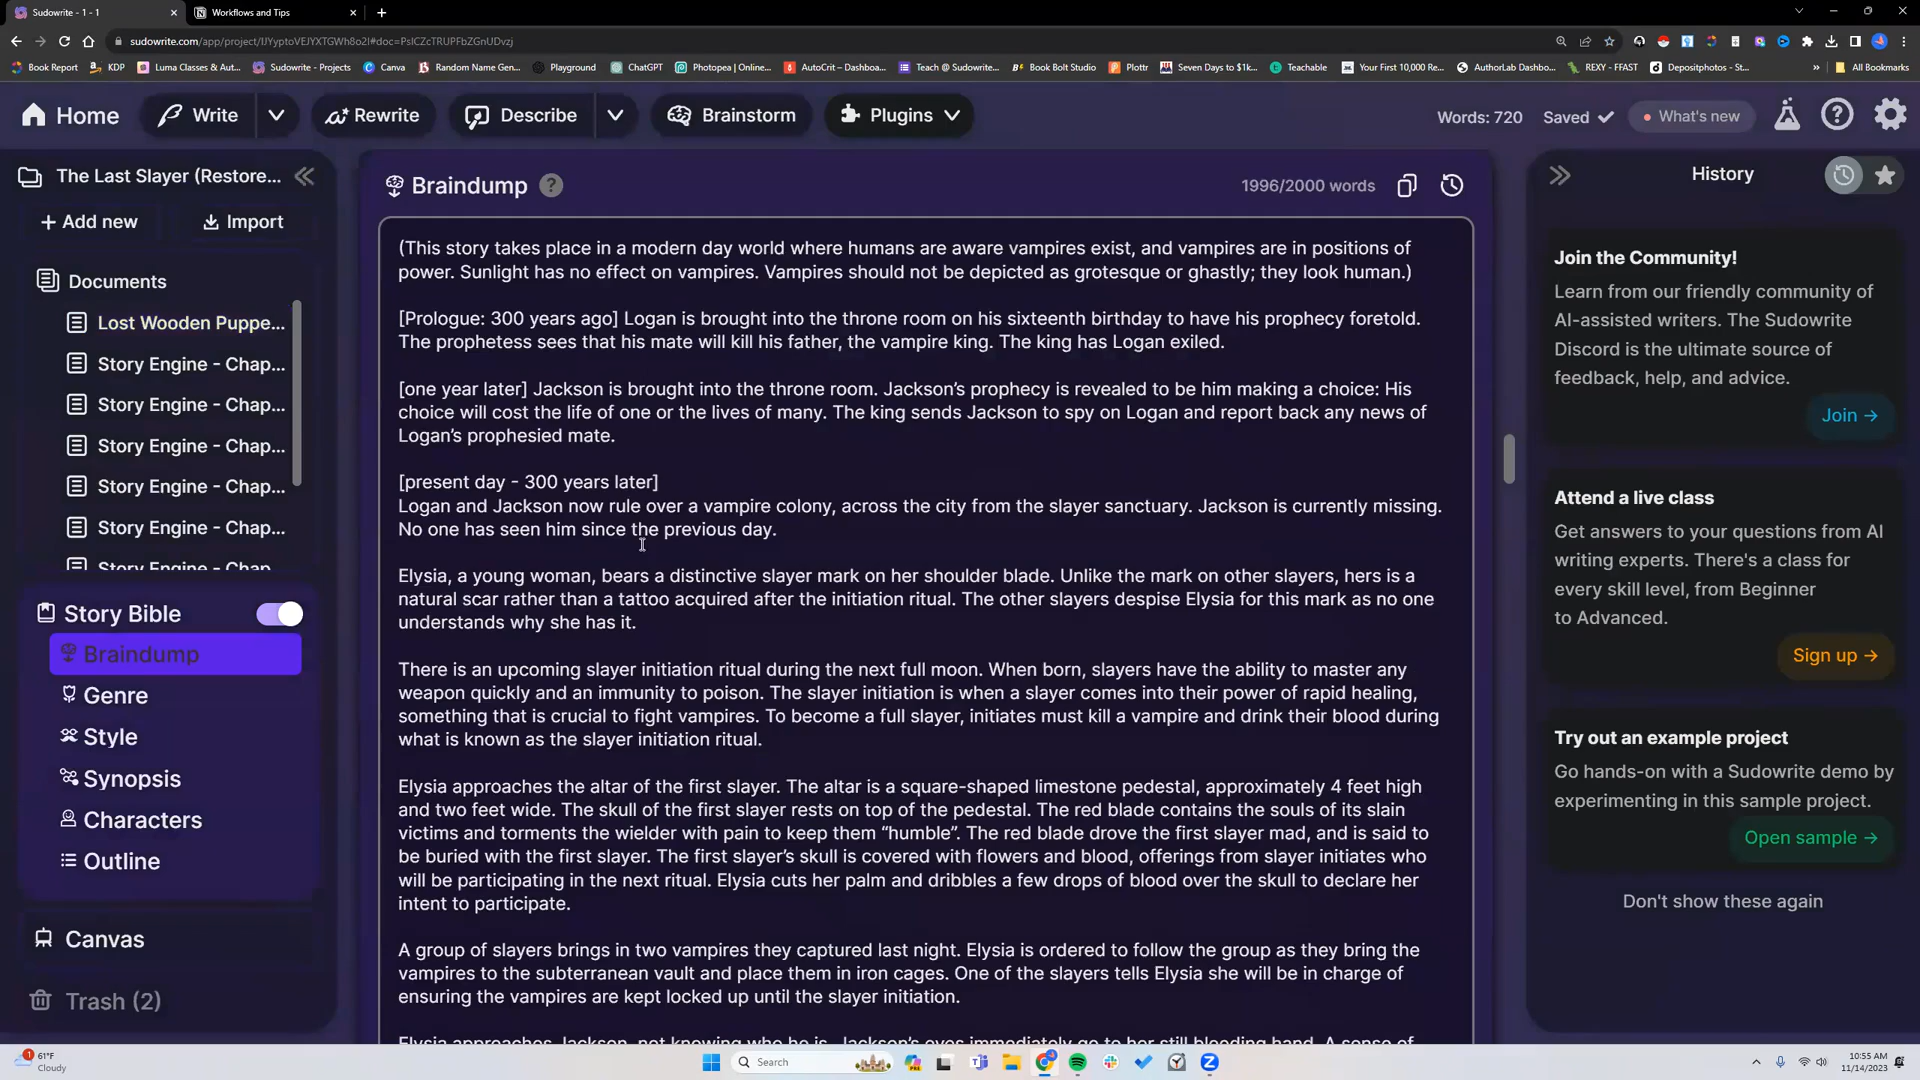 Sudowrite - 1 - 1
Workflows and Tips
sudowrite.com/app/project/
Book Report
KDP
Luma Classes & Aut...
Sudowrite - Projects
Canva
Random Name Gen...
Playground
ChatGPT
Photopea | Online...
AutoCrit – Dashboa...
Teach @ Sudowrite...
Book Bolt Studio
Plottr
Seven Days to $1k...
Teachable
Your First 10,000 Re...
AuthorLab Dashbo...
REXY - FFAST
Depositphotos - St...
»
All Bookmarks
Home
Write
Rewrite
Describe
Brainstorm
Plugins
Words: 720
Saved
What's new
The Last Slayer (Restore...
+ Add new
Import
Documents
Lost Wooden Puppe...
Story Engine - Chap...
Story Engine - Chap...
Story Engine - Chap...
Story Engine - Chap...
Story Engine - Chap...
Story Engine - Chap...
Story Bible
Braindump
Genre
Style
Synopsis
Characters
Outline
Canvas
Trash (2)
Braindump ?
1996/2000 words
(This story takes place in a modern day world where humans are aware vampires exist, and vampires are in positions of
power. Sunlight has no effect on vampires. Vampires should not be depicted as grotesque or ghastly; they look human.)
[Prologue: 300 years ago] Logan is brought into the throne room on his sixteenth birthday to have his prophecy foretold.
The prophetess sees that his mate will kill his father, the vampire king. The king has Logan exiled.
[one year later] Jackson is brought into the throne room. Jackson's prophecy is revealed to be him making a choice: His
choice will cost the life of one or the lives of many. The king sends Jackson to spy on Logan and report back any news of
Logan's prophesied mate.
[present day - 300 years later]
Logan and Jackson now rule over a vampire colony, across the city from the slayer sanctuary. Jackson is currently missing.
No one has seen him since the previous day.
Elysia, a young woman, bears a distinctive slayer mark on her shoulder blade. Unlike the mark on other slayers, hers is a
natural scar rather than a tattoo acquired after the initiation ritual. The other slayers despise Elysia for this mark as no one
understands why she has it.
There is an upcoming slayer initiation ritual during the next full moon. When born, slayers have the ability to master any
weapon quickly and an immunity to poison. The slayer initiation is when a slayer comes into their power of rapid healing,
something that is crucial to fight vampires. To become a full slayer, initiates must kill a vampire and drink their blood during
what is known as the slayer initiation ritual.
Elysia approaches the altar of the first slayer. The altar is a square-shaped limestone pedestal, approximately 4 feet high
and two feet wide. The skull of the first slayer rests on top of the pedestal. The red blade contains the souls of its slain
victims and torments the wielder with pain to keep them "humble". The red blade drove the first slayer mad, and is said to
be buried with the first slayer. The first slayer's skull is covered with flowers and blood, offerings from slayer initiates who
will be participating in the next ritual. Elysia cuts her palm and dribbles a few drops of blood over the skull to declare her
intent to participate.
A group of slayers brings in two vampires they captured last night. Elysia is ordered to follow the group as they bring the
vampires to the subterranean vault and place them in iron cages. One of the slayers tells Elysia she will be in charge of
ensuring the vampires are kept locked up until the slayer initiation.
Elysia approaches Jackson, not knowing who he is. Jackson's eyes immediately go to her still bleeding hand. A sense of
History
Join the Community!
Learn from our friendly community of
AI-assisted writers. The Sudowrite
Discord is the ultimate source of
feedback, help, and advice.
Join →
Attend a live class
Get answers to your questions from AI
writing experts. There's a class for
every skill level, from Beginner
to Advanced.
Sign up →
Try out an example project
Go hands-on with a Sudowrite demo by
experimenting in this sample project.
Open sample →
Don't show these again
61°F
Cloudy
Search
10:55 AM
11/14/2023